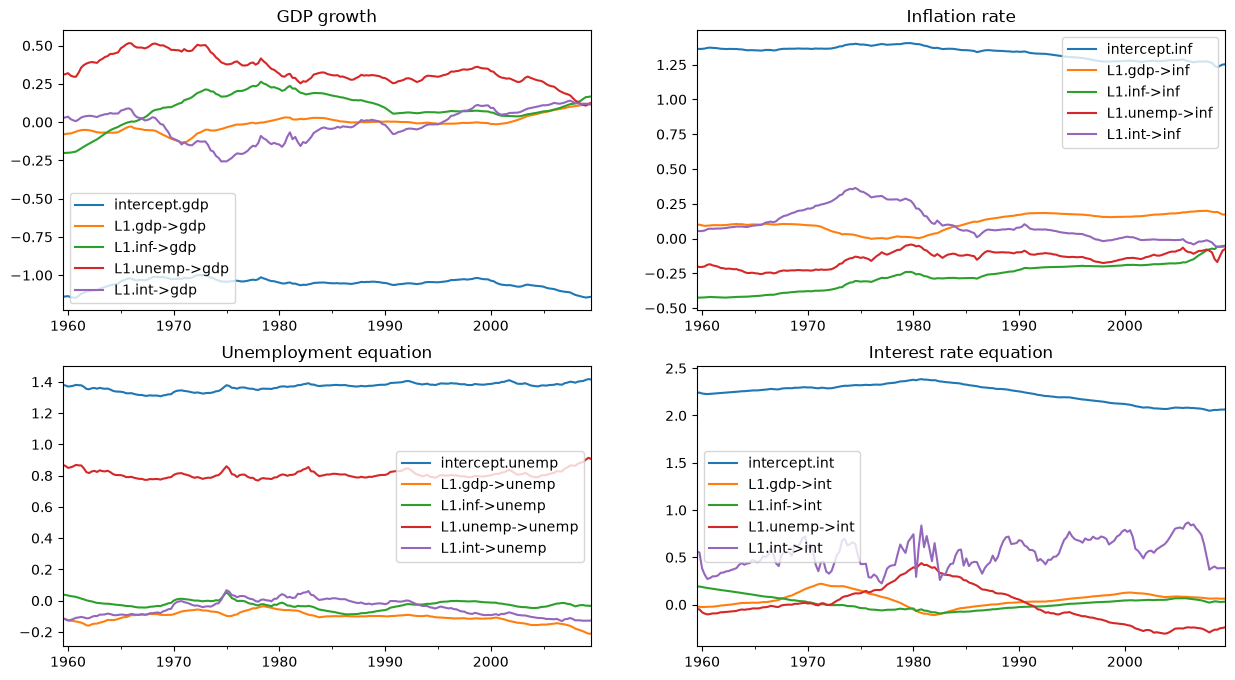 GDP growth
0.50
0.25
0.00
−0.25
−0.50
−0.75
−1.00
intercept.gdp
L1.gdp->gdp
L1.inf->gdp
L1.unemp->gdp
L1.int->gdp
1960 1970 1980 1990 2000
Inflation rate
1.25
1.00
0.75
0.50
0.25
0.00
−0.25
−0.50
intercept.inf
L1.gdp->inf
L1.inf->inf
L1.unemp->inf
L1.int->inf
1960 1970 1980 1990 2000
Unemployment equation
1.4
1.2
1.0
0.8
0.6
0.4
0.2
0.0
−0.2
intercept.unemp
L1.gdp->unemp
L1.inf->unemp
L1.unemp->unemp
L1.int->unemp
1960 1970 1980 1990 2000
Interest rate equation
2.5
2.0
1.5
1.0
0.5
0.0
intercept.int
L1.gdp->int
L1.inf->int
L1.unemp->int
L1.int->int
1960 1970 1980 1990 2000